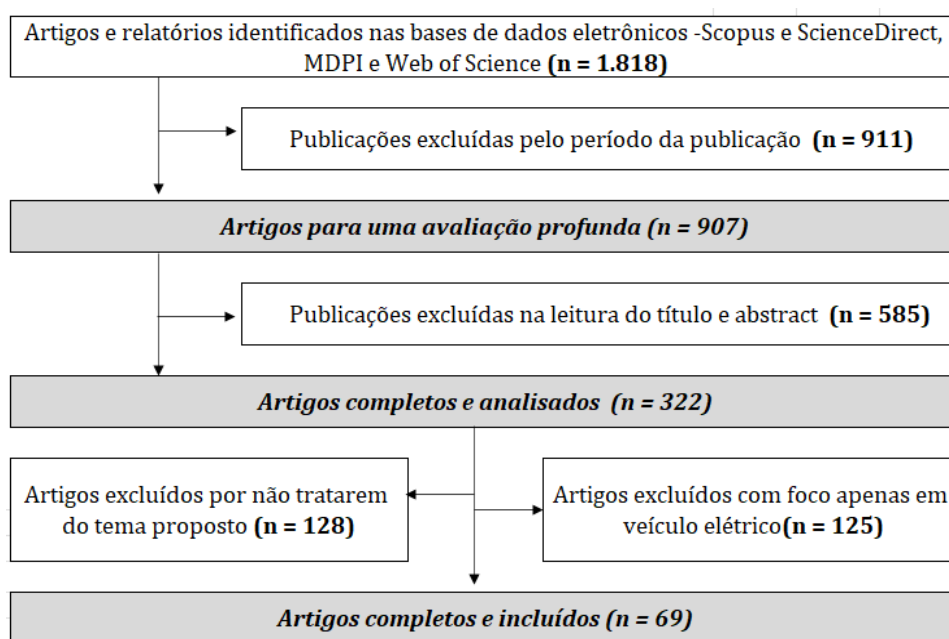 Artigos e relatórios identificados nas bases de dados eletrônicos -Scopus e ScienceDirect,
MDPI e Web of Science (n = 1.818)
Publicações excluídas pelo período da publicação (n = 911)
Artigos para uma avaliação profunda (n = 907)
Publicações excluídas na leitura do título e abstract (n = 585)
Artigos completos e analisados (n = 322)
Artigos excluídos por não tratarem
do tema proposto (n = 128)
Artigos excluídos com foco apenas em
veículo elétrico(n = 125)
Artigos completos e incluídos (n = 69)